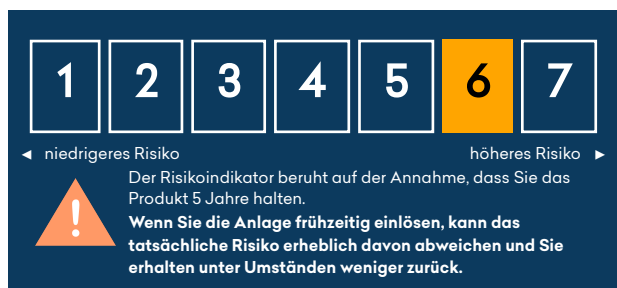 1 2 3 4 5 6 7
◄ niedrigeres Risiko höheres Risiko ►
Der Risikoindikator beruht auf der Annahme, dass Sie das
Produkt 5 Jahre halten.
Wenn Sie die Anlage frühzeitig einlösen, kann das
tatsächliche Risiko erheblich davon abweichen und Sie
erhalten unter Umständen weniger zurück.
!